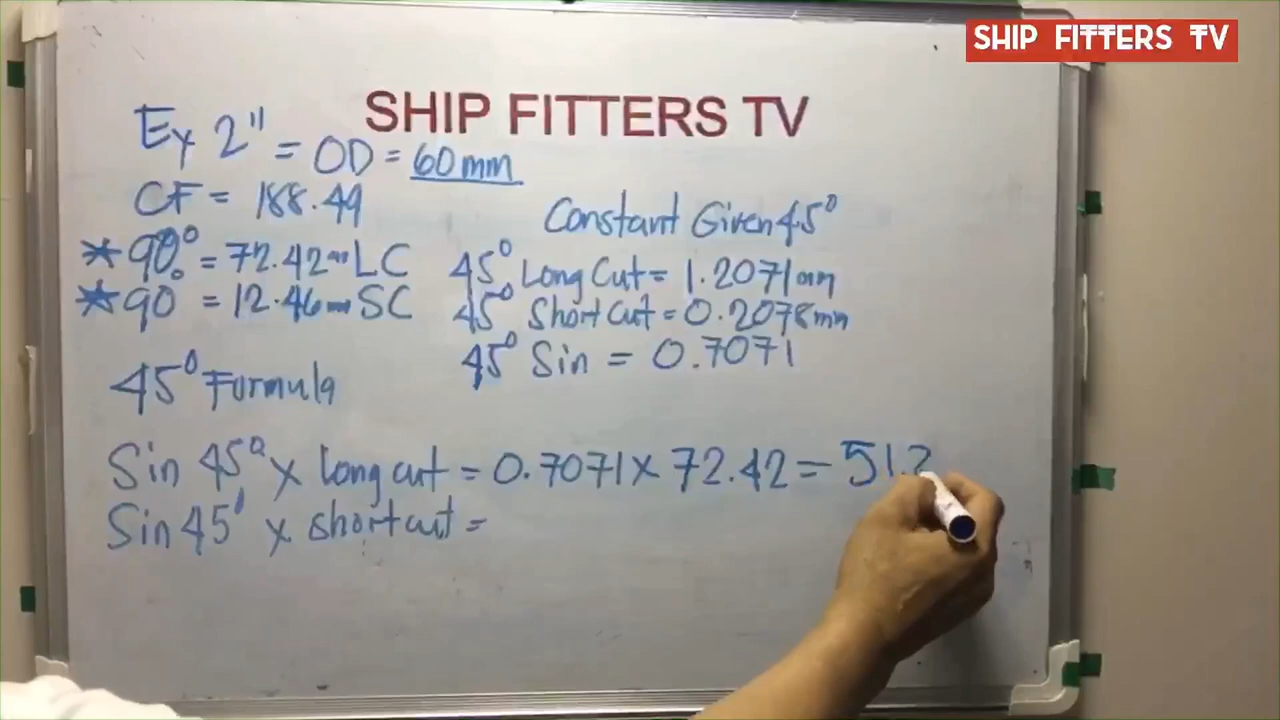 SHIP FITTERS TV
SHIP FITTERS TV
Ex 2" = OD = 60mm
CF = 188.49
* 90° = 72.42mm LC
* 90° = 12.46mm SC
Constant Given 45°
45° Long Cut = 1.2071mm
45° Short Cut = 0.2078mm
45° Sin = 0.7071
45° Formula
Sin 45° x long cut = 0.7071 x 72.42 = 51.2
Sin 45° x short cut =